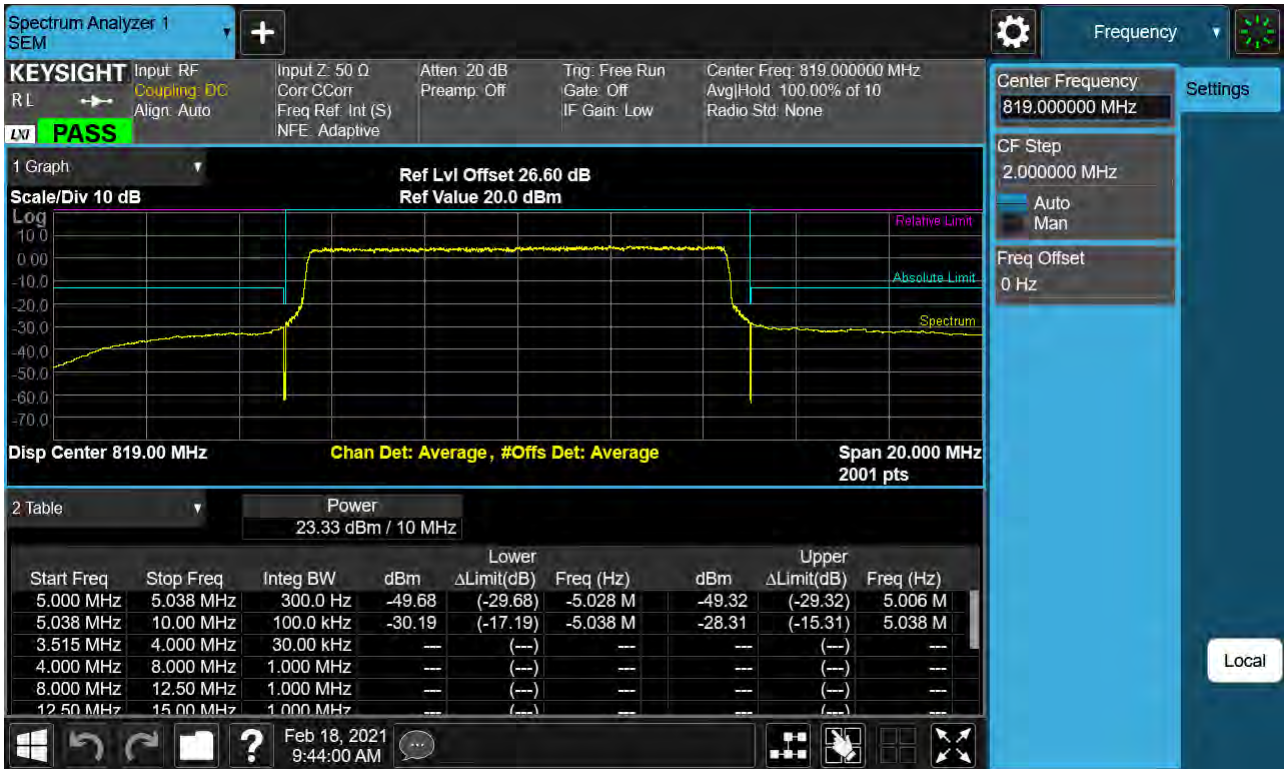 Spectrum Analyzer 1
SEM
Frequency
KEYSIGHT
Input: RF
Coupling: DC
Align: Auto
Input Z: 50 Ω
Corr CCorr
Freq Ref: Int (S)
NFE: Adaptive
Atten: 20 dB
Preamp: Off
Trig: Free Run
Gate: Off
IF Gain: Low
Center Freq: 819.000000 MHz
Avg|Hold: 100.00% of 10
Radio Std: None
R L
LXI PASS
Center Frequency
819.000000 MHz
Settings
CF Step
2.000000 MHz
Auto
Man
Freq Offset
0 Hz
Local
1 Graph
Ref Lvl Offset 26.60 dB
Scale/Div 10 dB
Ref Value 20.0 dBm
Log
10.0
0.00
-10.0
-20.0
-30.0
-40.0
-50.0
-60.0
-70.0
Relative Limit
Absolute Limit
Spectrum
Disp Center 819.00 MHz
Chan Det: Average, #Offs Det: Average
Span 20.000 MHz
2001 pts
2 Table
Power
23.33 dBm / 10 MHz
Lower Upper
Start Freq Stop Freq Integ BW dBm ΔLimit(dB) Freq (Hz) dBm ΔLimit(dB) Freq (Hz)
5.000 MHz 5.038 MHz 300.0 Hz -49.68 (-29.68) -5.028 M -49.32 (-29.32) 5.006 M
5.038 MHz 10.00 MHz 100.0 kHz -30.19 (-17.19) -5.038 M -28.31 (-15.31) 5.038 M
3.515 MHz 4.000 MHz 30.00 kHz --- (---) --- --- (---) ---
4.000 MHz 8.000 MHz 1.000 MHz --- (---) --- --- (---) ---
8.000 MHz 12.50 MHz 1.000 MHz --- (---) --- --- (---) ---
12.50 MHz 15.00 MHz 1.000 MHz --- (---) --- --- (---) ---
?
Feb 18, 2021
9:44:00 AM